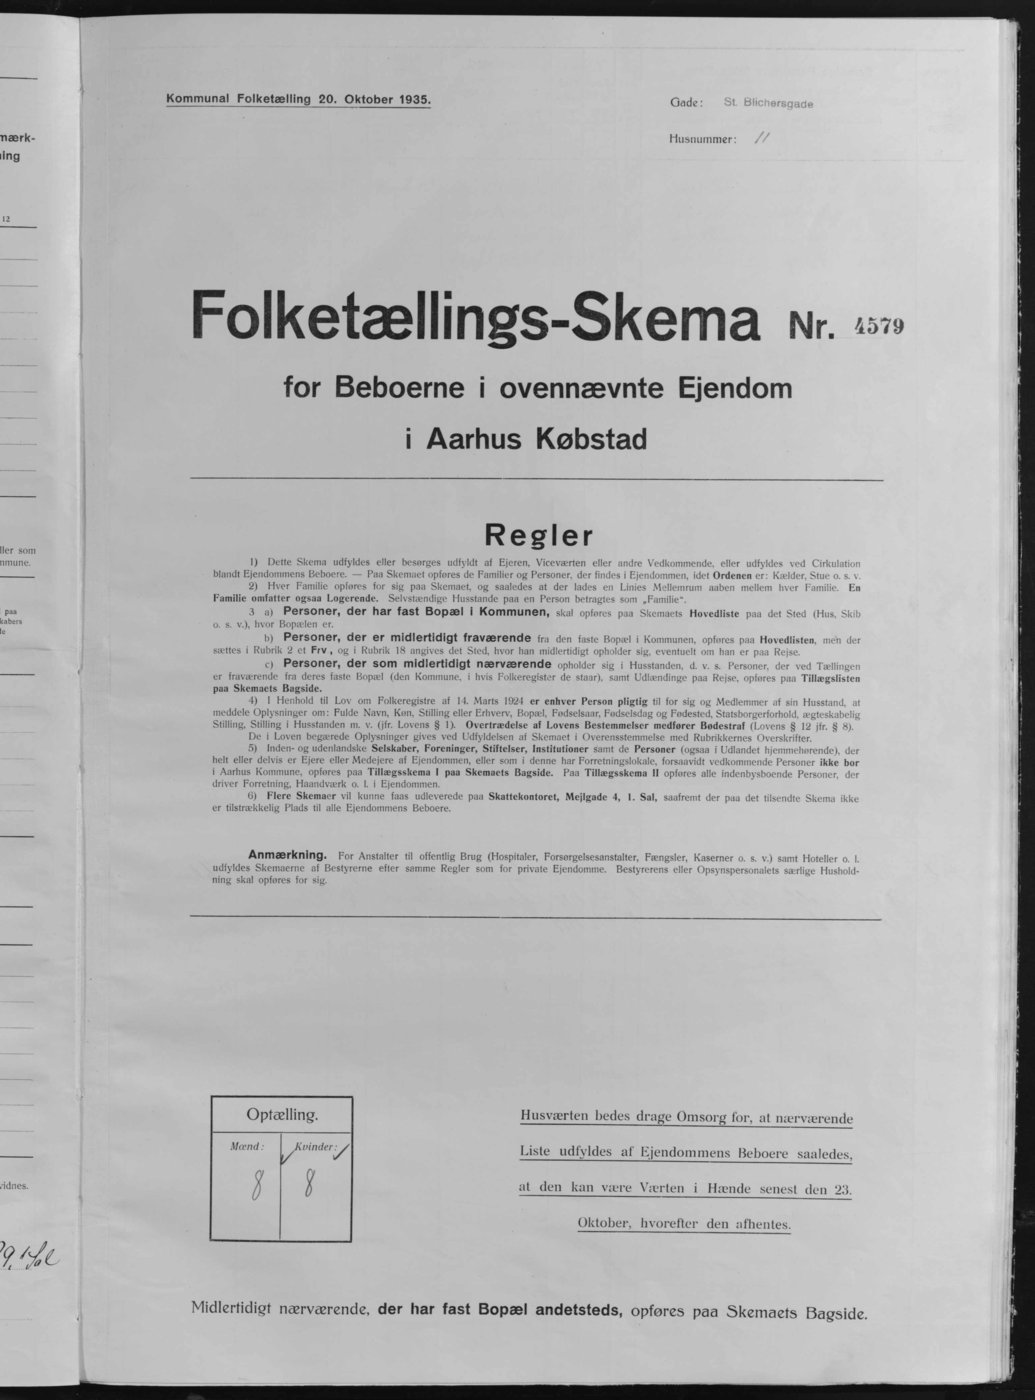 mærk-
ning
12
ller som
mmune.
paa
kabers
vidnes.
Kommunal Folketælling 20. Oktober 1935.
Gade: St. Blichersgade
Husnummer: 11
Folketællings-Skema Nr. 4579
for Beboerne i ovennævnte Ejendom
i Aarhus Købstad
Regler
1) Dette Skema udfyldes eller besørges udfyldt af Ejeren, Viceværten eller andre Vedkommende, eller udfyldes ved Cirkulation
blandt Ejendommens Beboere. — Paa Skemaet opføres de Familier og Personer, der findes i Ejendommen, idet Ordenen er: Kælder, Stue o. s. v.
2) Hver Familie opføres for sig paa Skemaet, og saaledes at der lades en Linies Mellemrum aaben mellem hver Familie. En
Familie omfatter ogsaa Logerende. Selvstændige Husstande paa en Person betragtes som „Familie“.
3 a) Personer, der har fast Bopæl i Kommunen, skal opføres paa Skemaets Hovedliste paa det Sted (Hus, Skib
o. s. v.), hvor Bopælen er.
b) Personer, der er midlertidigt fraværende fra den faste Bopæl i Kommunen, opføres paa Hovedlisten, men der
sættes i Rubrik 2 et Frv, og i Rubrik 18 angives det Sted, hvor han midlertidigt opholder sig, eventuelt om han er paa Rejse.
c) Personer, der som midlertidigt nærværende opholder sig i Husstanden, d. v. s. Personer, der ved Tællingen
er fraværende fra deres faste Bopæl (den Kommune, i hvis Folkeregister de staar), samt Udlændinge paa Rejse, opføres paa Tillægslisten
paa Skemaets Bagside.
4) I Henhold til Lov om Folkeregistre af 14. Marts 1924 er enhver Person pligtig til for sig og Medlemmer af sin Husstand, at
meddele Oplysninger om: Fulde Navn, Køn, Stilling eller Erhverv, Bopæl, Fødselsaar, Fødselsdag og Fødested, Statsborgerforhold, ægteskabelig
Stilling, Stilling i Husstanden m. v. (jfr. Lovens § 1). Overtrædelse af Lovens Bestemmelser medfører Bødestraf (Lovens § 12 jfr. § 8).
De i Loven begærede Oplysninger gives ved Udfyldelsen af Skemaet i Overensstemmelse med Rubrikkernes Overskrifter.
5) Inden- og udenlandske Selskaber, Foreninger, Stiftelser, Institutioner samt de Personer (ogsaa i Udlandet hjemmehørende), der
helt eller delvis er Ejere eller Medejere af Ejendommen, eller som i denne har Forretningslokale, forsaavidt vedkommende Personer ikke bor
i Aarhus Kommune, opføres paa Tillægsskema I paa Skemaets Bagside. Paa Tillægsskema II opføres alle indenbysboende Personer, der
driver Forretning, Haandværk o. l. i Ejendommen.
6) Flere Skemaer vil kunne faas udleverede paa Skattekontoret, Mejlgade 4, 1. Sal, saafremt der paa det tilsendte Skema ikke
er tilstrækkelig Plads til alle Ejendommens Beboere.
Anmærkning. For Anstalter til offentlig Brug (Hospitaler, Forsørgelsesanstalter, Fængsler, Kaserner o. s. v.) samt Hoteller o. l.
udfyldes Skemaerne af Bestyrerne efter samme Regler som for private Ejendomme. Bestyrerens eller Opsynspersonalets særlige Hushold-
ning skal opføres for sig.
Optælling.
Mænd: Kvinder:
8 8
Husværten bedes drage Omsorg for, at nærværende
Liste udfyldes af Ejendommens Beboere saaledes,
at den kan være Værten i Hænde senest den 23.
Oktober, hvorefter den afhentes.
Midlertidigt nærværende, der har fast Bopæl andetsteds, opføres paa Skemaets Bagside.